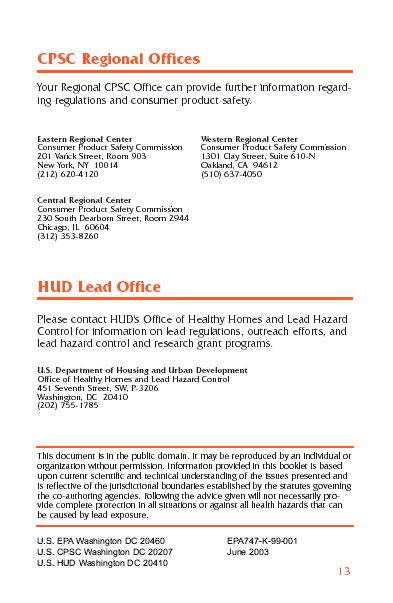 CPSC Regional Offices
Your Regional CPSC Office can provide further information regard-
ing regulations and consumer product safety.
Eastern Regional Center
Consumer Product Safety Commission
201 Varick Street, Room 903
New York, NY 10014
(212) 620-4120
Western Regional Center
Consumer Product Safety Commission
1301 Clay Street, Suite 610-N
Oakland, CA 94612
(510) 637-4050
Central Regional Center
Consumer Product Safety Commission
230 South Dearborn Street, Room 2944
Chicago, IL 60604
(312) 353-8260
HUD Lead Office
Please contact HUD's Office of Healthy Homes and Lead Hazard
Control for information on lead regulations, outreach efforts, and
lead hazard control and research grant programs.
U.S. Department of Housing and Urban Development
Office of Healthy Homes and Lead Hazard Control
451 Seventh Street, SW, P-3206
Washington, DC 20410
(202) 755-1785
This document is in the public domain. It may be reproduced by an individual or
organization without permission. Information provided in this booklet is based
upon current scientific and technical understanding of the issues presented and
is reflective of the jurisdictional boundaries established by the statutes governing
the co-authoring agencies. Following the advice given will not necessarily pro-
vide complete protection in all situations or against all health hazards that can
be caused by lead exposure.
U.S. EPA Washington DC 20460
U.S. CPSC Washington DC 20207
U.S. HUD Washington DC 20410
EPA747-K-99-001
June 2003
13